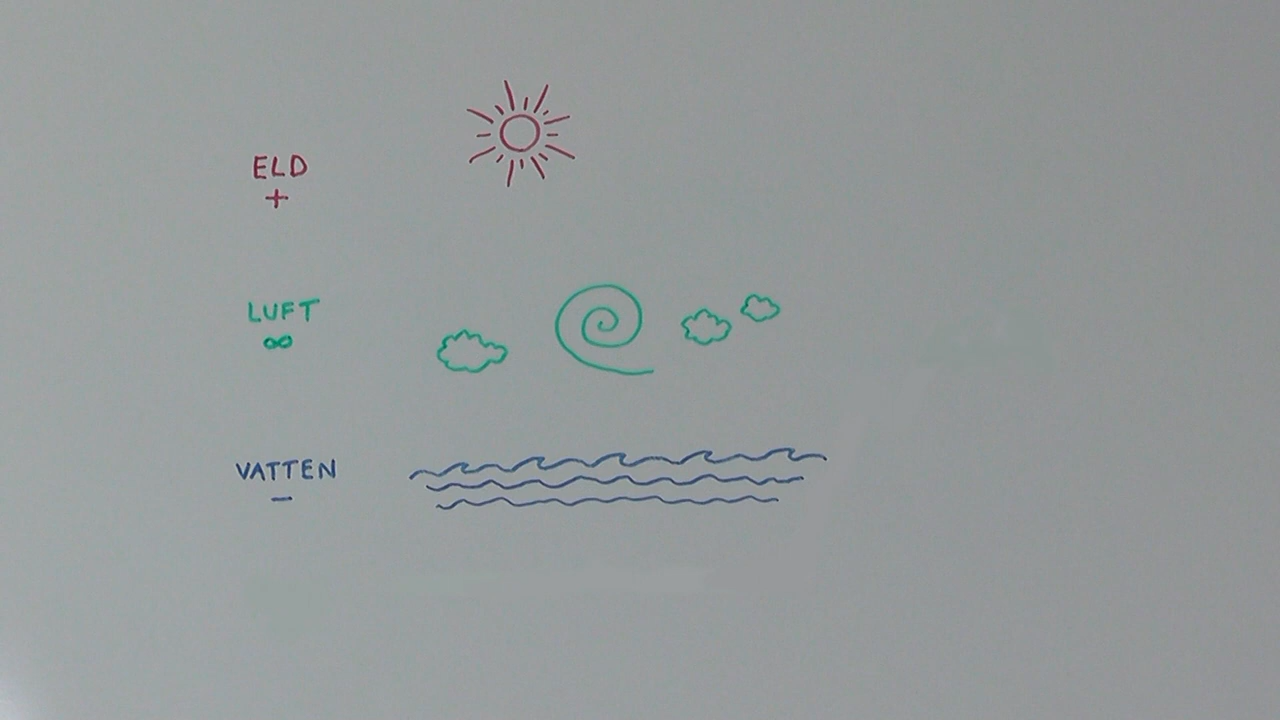 ELD
+
LUFT
∞
VATTEN
–